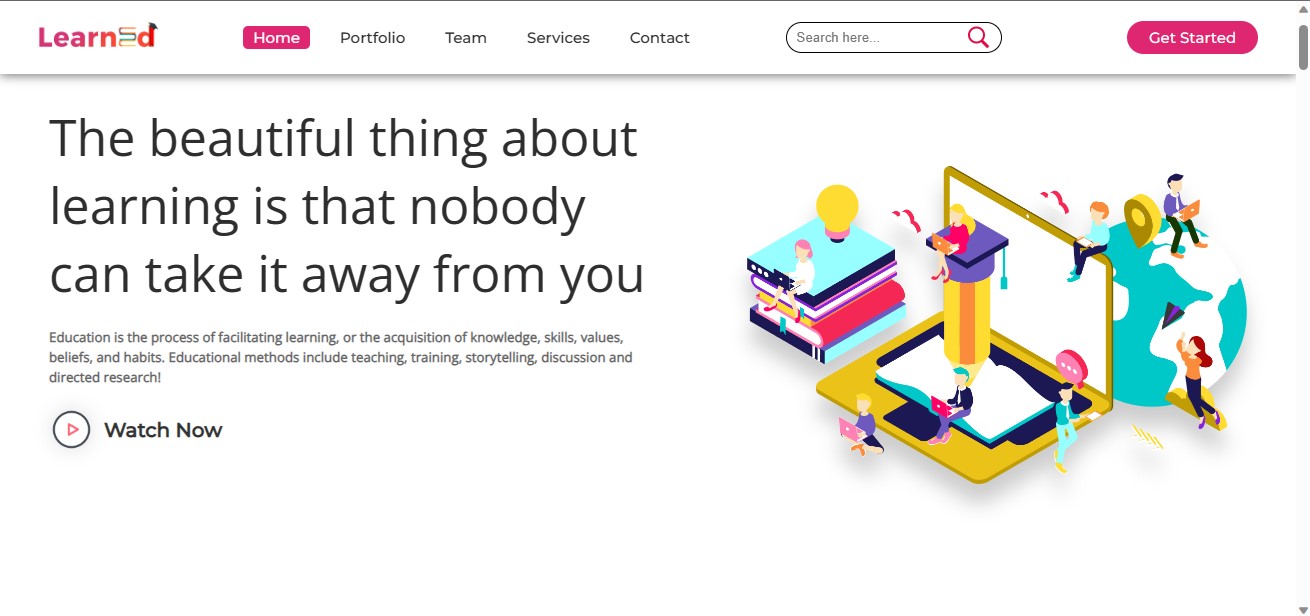 LearnEd
Home
Portfolio
Team
Services
Contact
Search here...
Get Started
The beautiful thing about
learning is that nobody
can take it away from you
Education is the process of facilitating learning, or the acquisition of knowledge, skills, values,
beliefs, and habits. Educational methods include teaching, training, storytelling, discussion and
directed research!
Watch Now